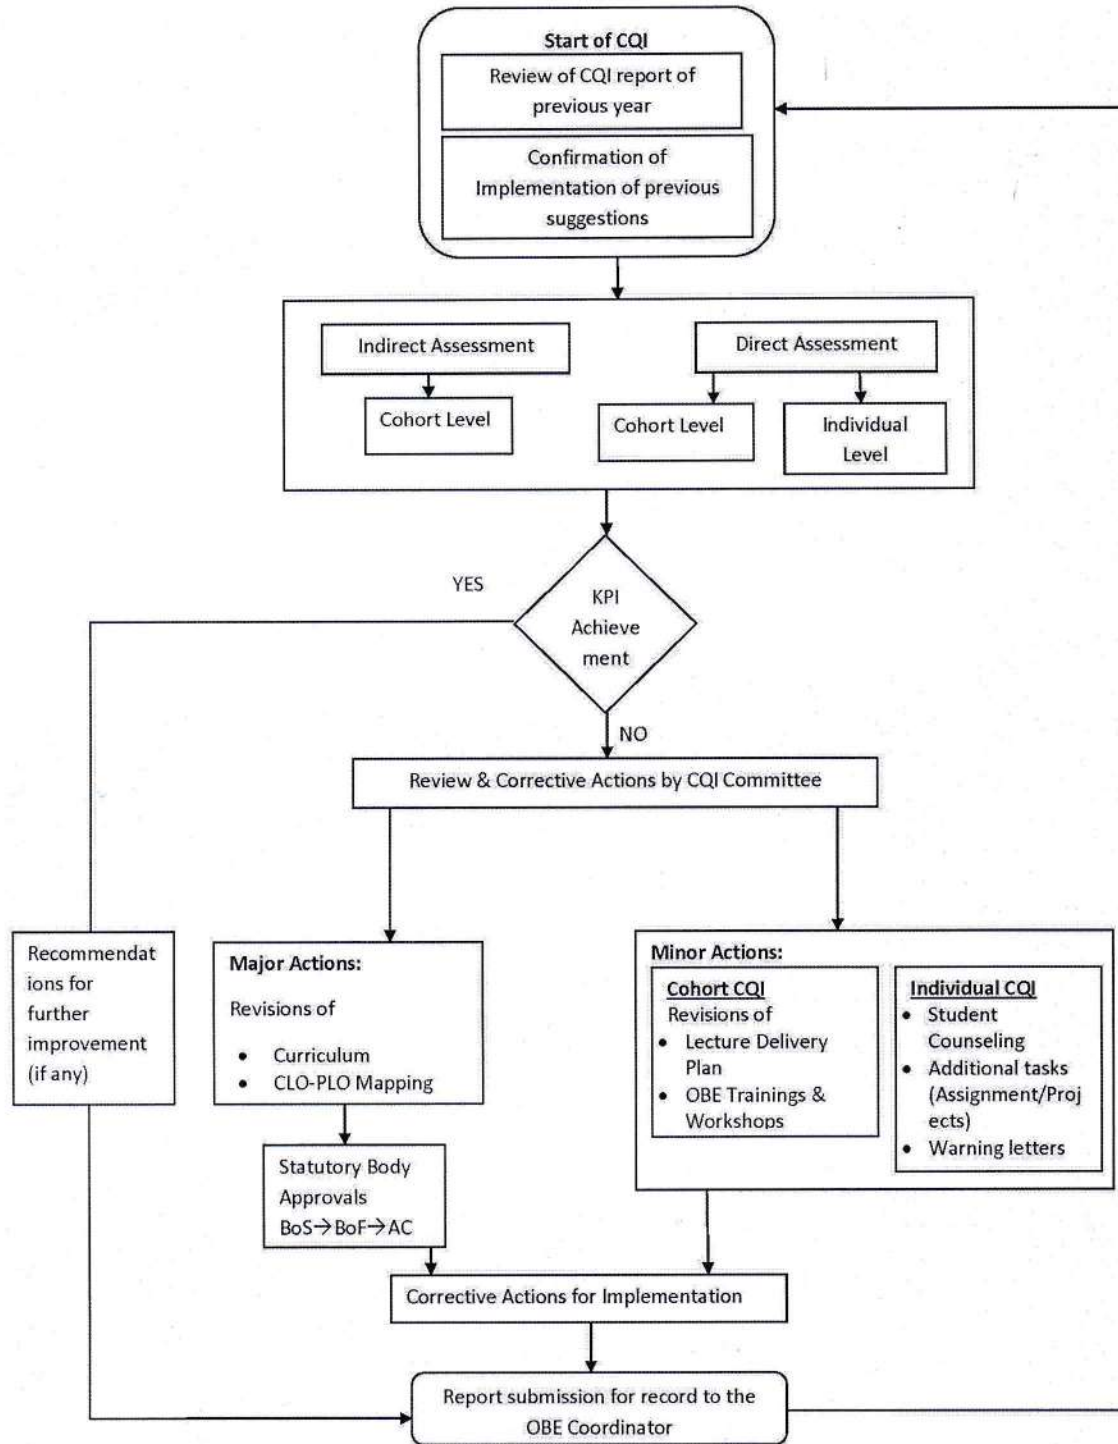 Start of CQI
Review of CQI report of
previous year
Confirmation of
Implementation of previous
suggestions
Indirect Assessment
Cohort Level
Direct Assessment
Cohort Level
Individual
Level
KPI
Achieve
ment
YES
NO
Review & Corrective Actions by CQI Committee
Recommendat
ions for
further
improvement
(if any)
Major Actions:
Revisions of
• Curriculum
• CLO-PLO Mapping
Statutory Body
Approvals
BoS→BoF→AC
Minor Actions:
Cohort CQI
Revisions of
• Lecture Delivery
Plan
• OBE Trainings &
Workshops
Individual CQI
• Student
Counseling
• Additional tasks
(Assignment/Proj
ects)
• Warning letters
Corrective Actions for Implementation
Report submission for record to the
OBE Coordinator